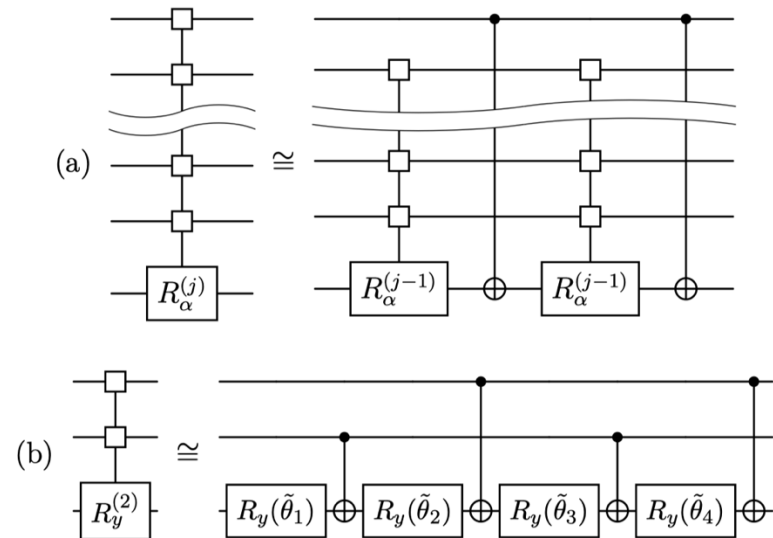 (a) ≅
R_α^{(j)} R_α^{(j−1)} R_α^{(j−1)}
(b) ≅
R_y^{(2)} R_y(θ̃_1) R_y(θ̃_2) R_y(θ̃_3) R_y(θ̃_4)